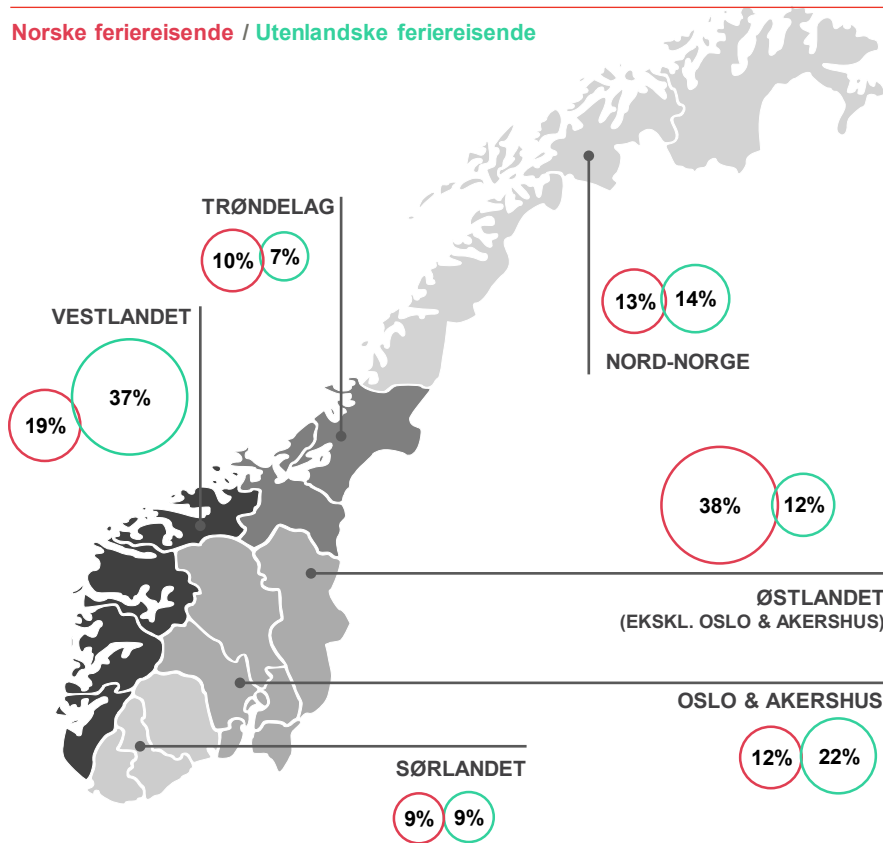 Norske feriereisende / Utenlandske feriereisende
TRØNDELAG
10% 7%
VESTLANDET
19% 37%
13% 14%
NORD-NORGE
38% 12%
ØSTLANDET
(EKSKL. OSLO & AKERSHUS)
OSLO & AKERSHUS
12% 22%
SØRLANDET
9% 9%